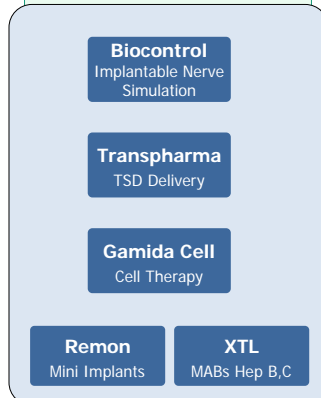 Biocontrol
Implantable Nerve
Simulation
Transpharma
TSD Delivery
Gamida Cell
Cell Therapy
Remon
Mini Implants
XTL
MABs Hep B,C